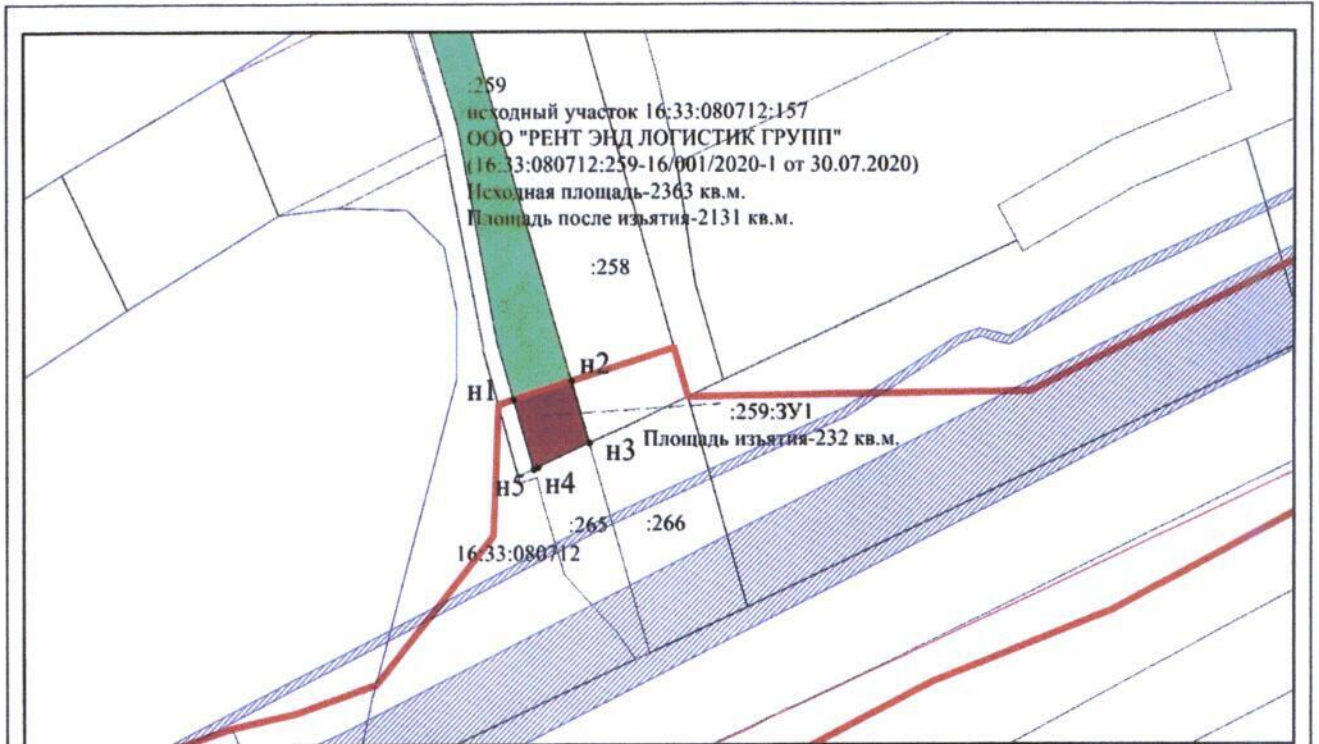 :259
исходный участок 16:33:080712:157
ООО "РЕНТ ЭНД ЛОГИСТИК ГРУПП"
(16:33:080712:259-16/001/2020-1 от 30.07.2020)
Исходная площадь-2363 кв.м.
Площадь после изъятия-2131 кв.м.
:258
н2
н1
:259:ЗУ1
Площадь изъятия-232 кв.м.
н3
н5 н4
:265 :266
16:33:080712